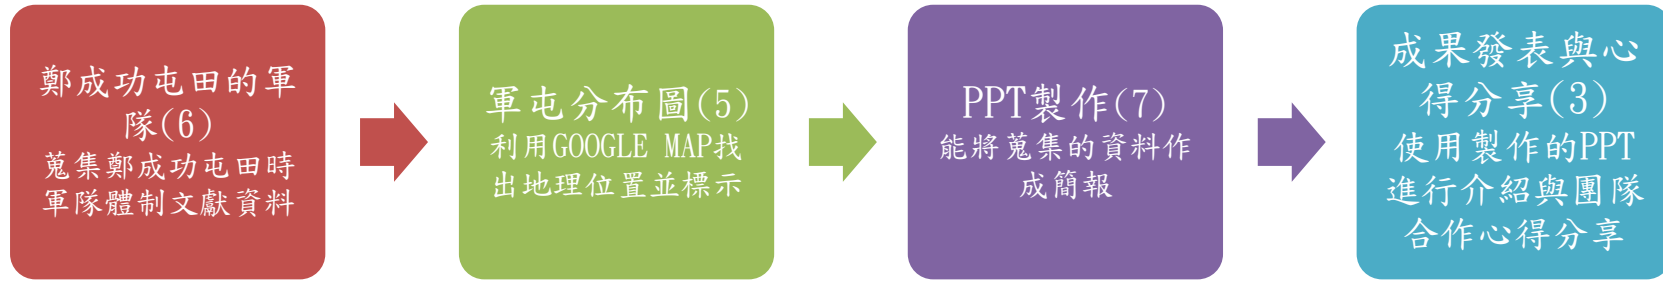 鄭成功屯田的軍
隊(6)
蒐集鄭成功屯田時
軍隊體制文獻資料
軍屯分布圖(5)
利用GOOGLE MAP找
出地理位置並標示
PPT製作(7)
能將蒐集的資料作
成簡報
成果發表與心
得分享(3)
使用製作的PPT
進行介紹與團隊
合作心得分享